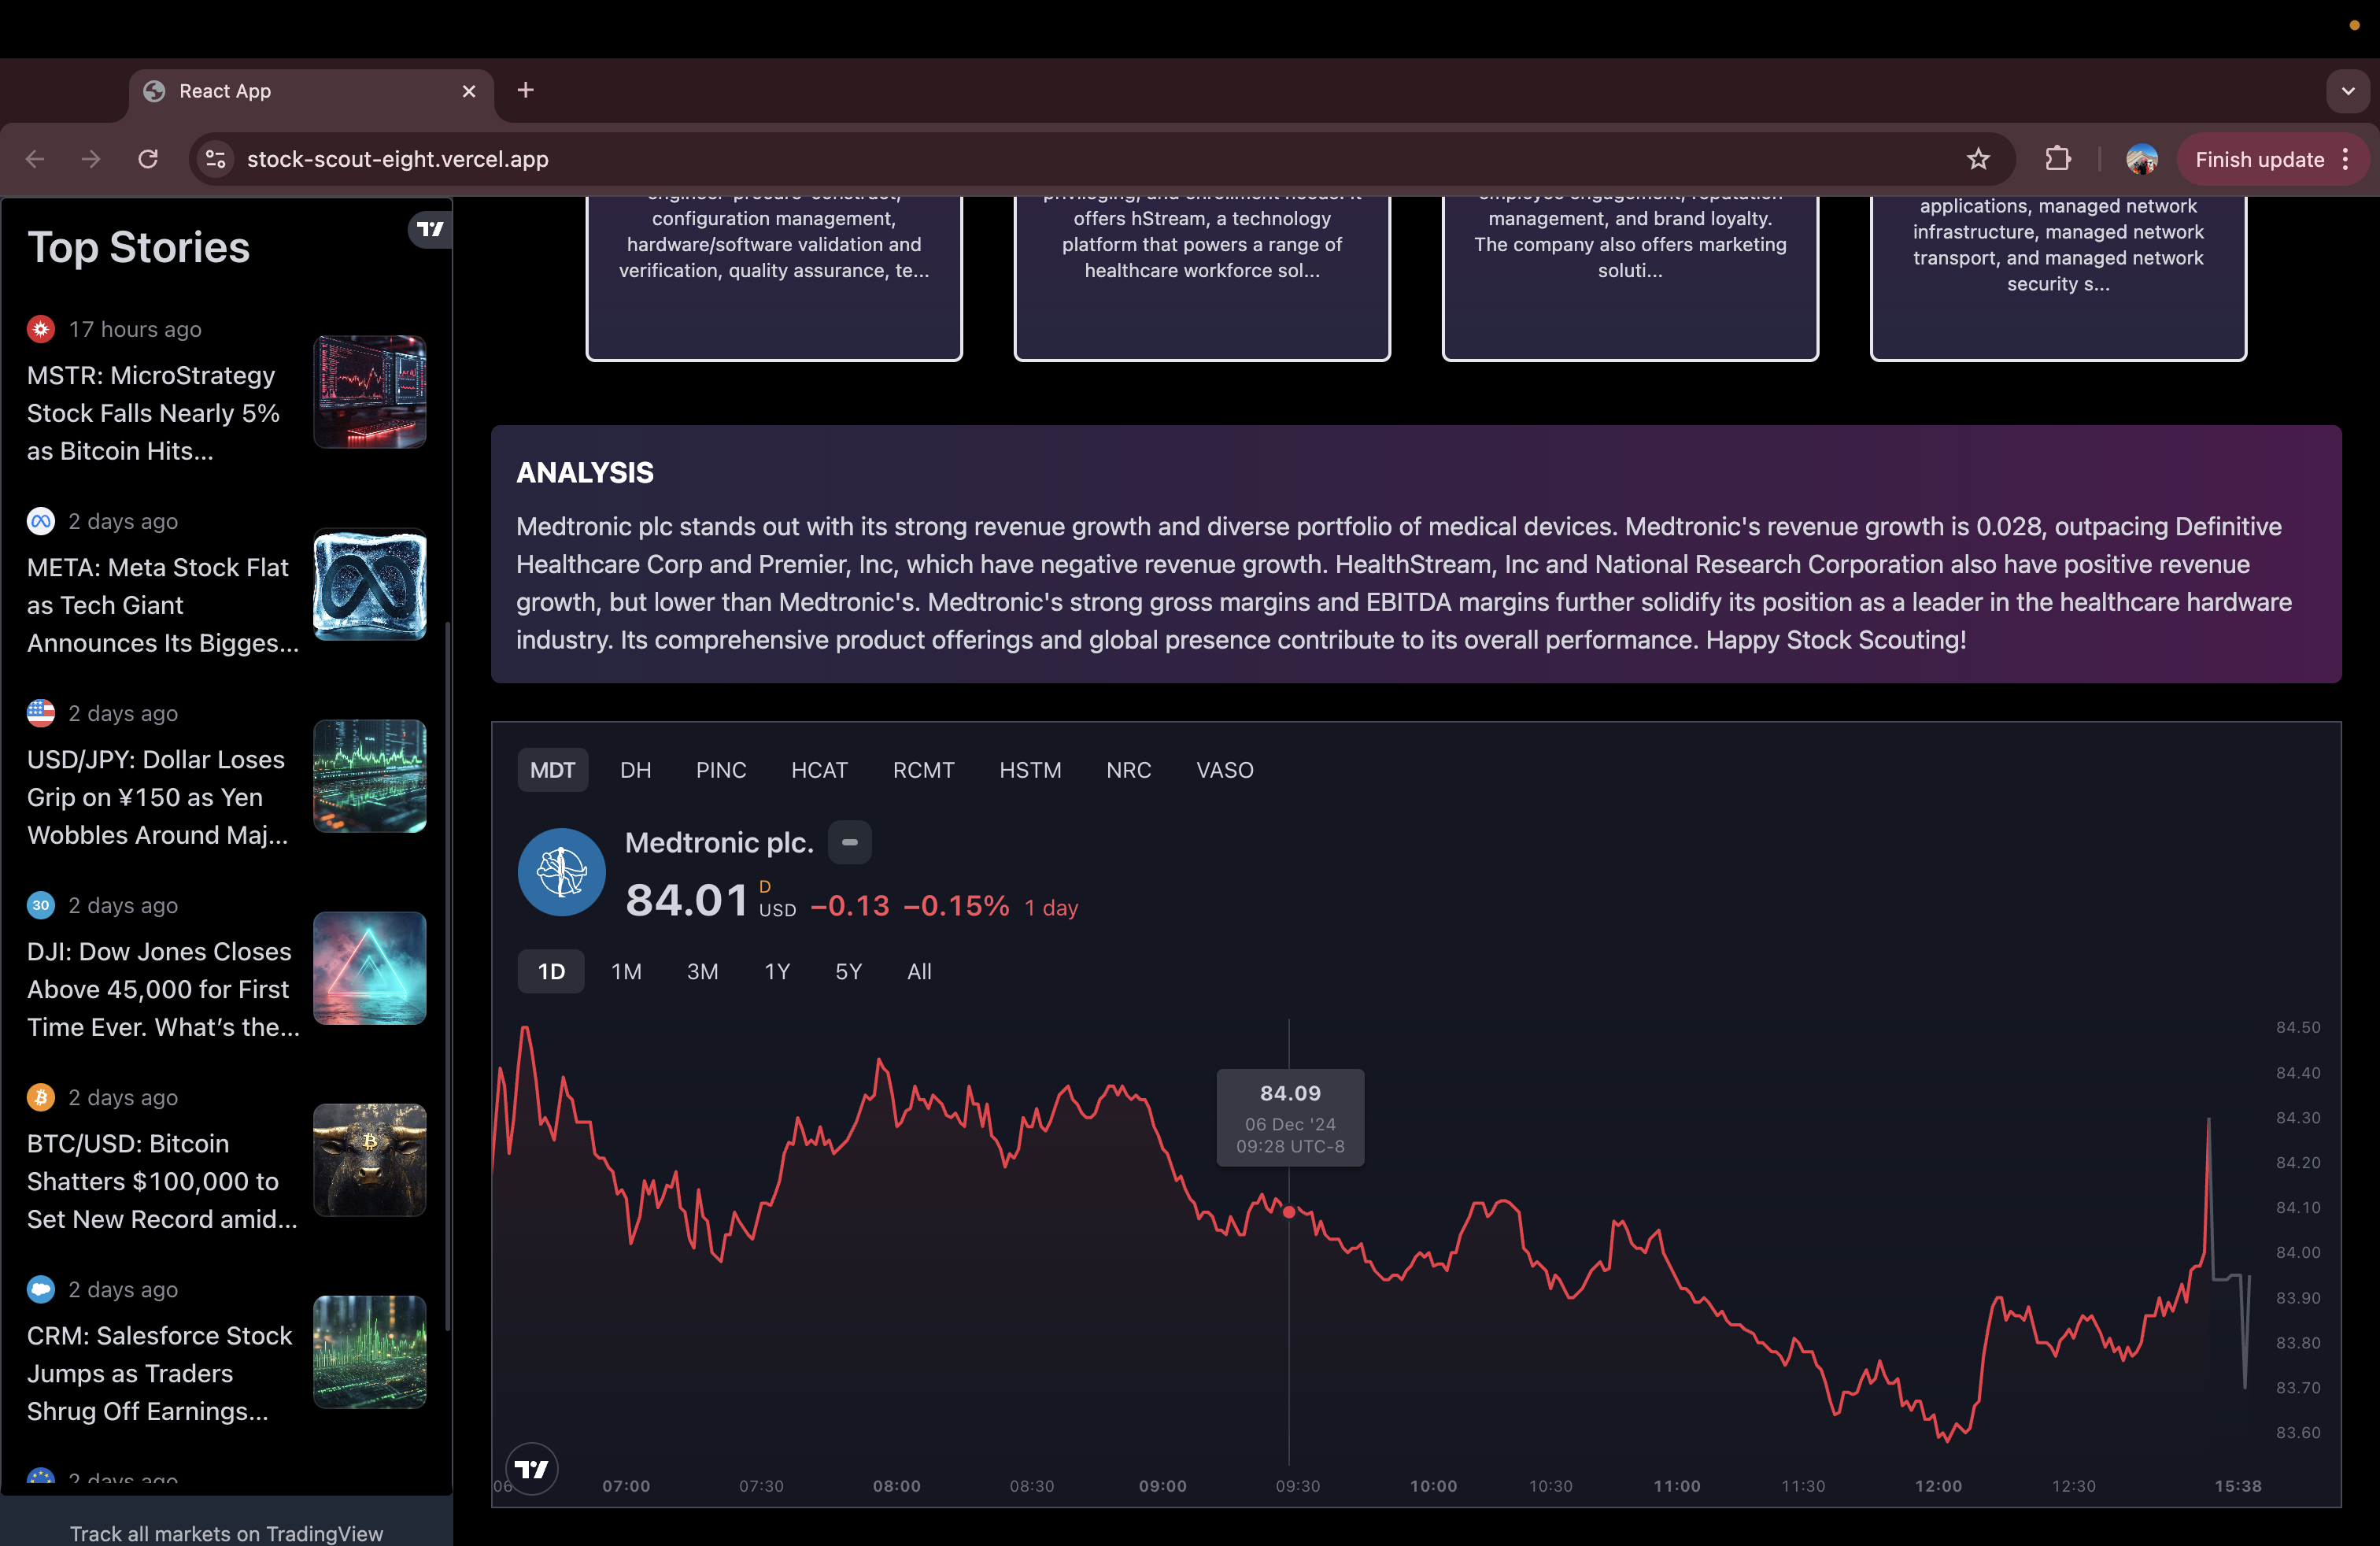 React App
stock-scout-eight.vercel.app
Finish update
Top Stories
17 hours ago
MSTR: MicroStrategy
Stock Falls Nearly 5%
as Bitcoin Hits...
2 days ago
META: Meta Stock Flat
as Tech Giant
Announces Its Bigges...
2 days ago
USD/JPY: Dollar Loses
Grip on ¥150 as Yen
Wobbles Around Maj...
30
2 days ago
DJI: Dow Jones Closes
Above 45,000 for First
Time Ever. What's the...
2 days ago
BTC/USD: Bitcoin
Shatters $100,000 to
Set New Record amid...
2 days ago
CRM: Salesforce Stock
Jumps as Traders
Shrug Off Earnings...
2 days ago
Track all markets on TradingView
configuration management,
hardware/software validation and
verification, quality assurance, te...
privileging, and enrollment needs. It
offers hStream, a technology
platform that powers a range of
healthcare workforce sol...
employee engagement, reputation
management, and brand loyalty.
The company also offers marketing
soluti...
applications, managed network
infrastructure, managed network
transport, and managed network
security s...
ANALYSIS
Medtronic plc stands out with its strong revenue growth and diverse portfolio of medical devices. Medtronic's revenue growth is 0.028, outpacing Definitive
Healthcare Corp and Premier, Inc, which have negative revenue growth. HealthStream, Inc and National Research Corporation also have positive revenue
growth, but lower than Medtronic's. Medtronic's strong gross margins and EBITDA margins further solidify its position as a leader in the healthcare hardware
industry. Its comprehensive product offerings and global presence contribute to its overall performance. Happy Stock Scouting!
MDT DH PINC HCAT RCMT HSTM NRC VASO
Medtronic plc.
84.01 D USD −0.13 −0.15% 1 day
1D 1M 3M 1Y 5Y All
84.09
06 Dec '24
09:28 UTC-8
84.50
84.40
84.30
84.20
84.10
84.00
83.90
83.80
83.70
83.60
06 07:00 07:30 08:00 08:30 09:00 09:30 10:00 10:30 11:00 11:30 12:00 12:30 15:38